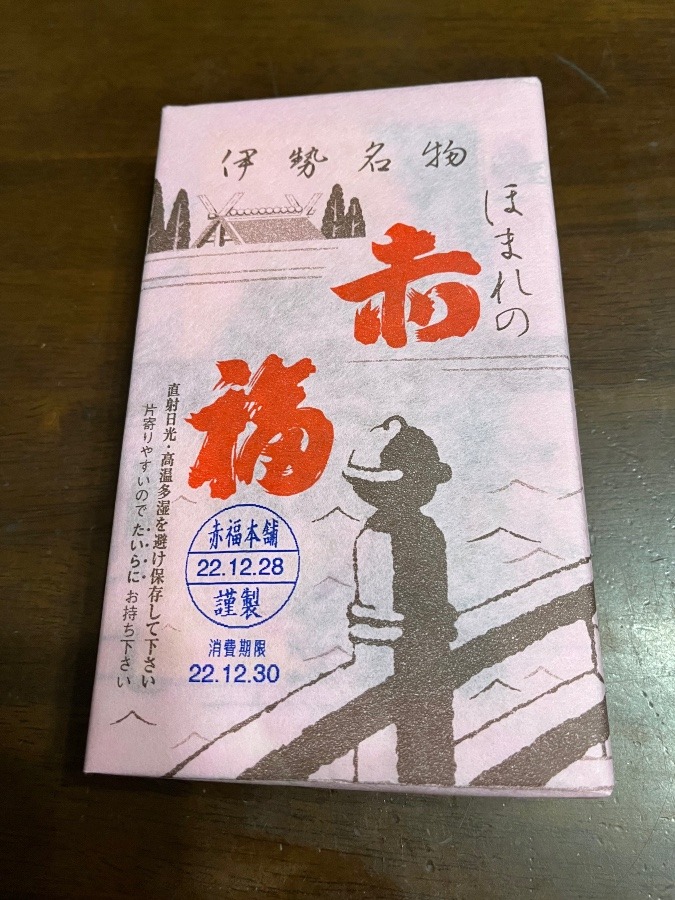 伊勢名物
ほまれの
赤
福
直射日光・高温多湿を避け保存して下さい
片寄りやすいのでたいらにお持ち下さい
赤福本舗
22.12.28
謹製
消費期限
22.12.30